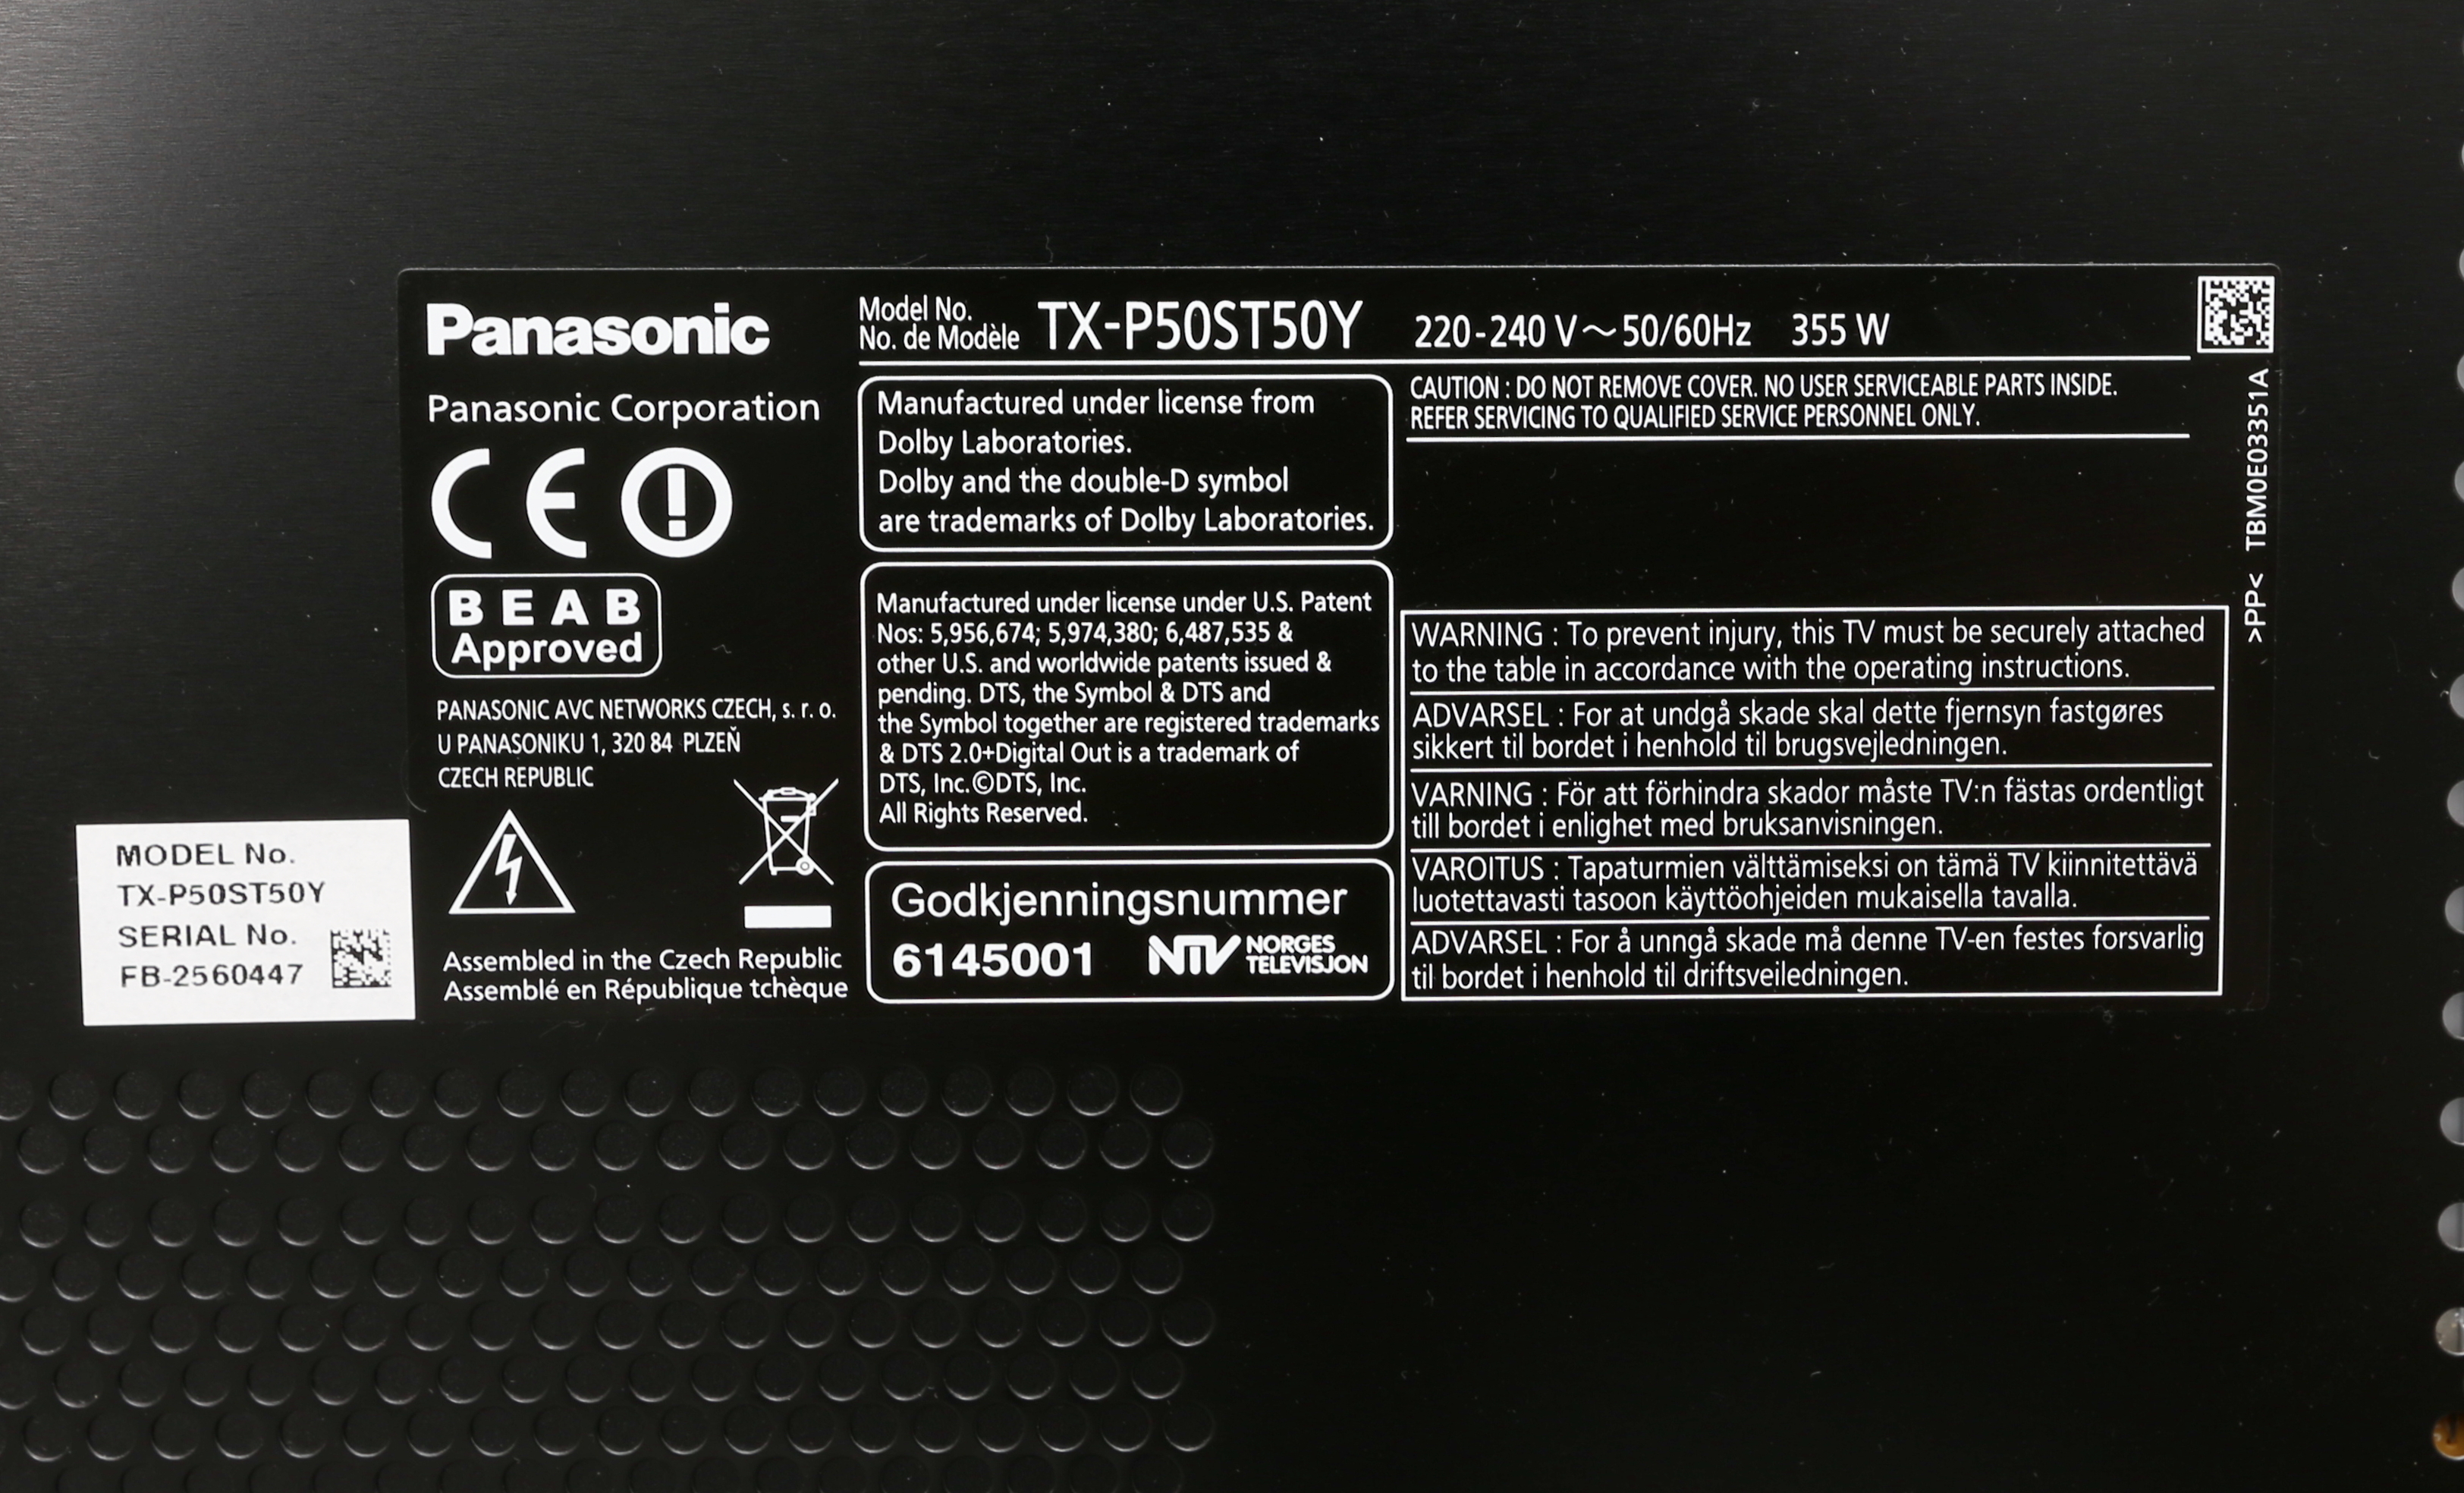 Panasonic
Model No.
No. de Modèle
TX-P50ST50Y
220-240 V∼50/60Hz 355 W
Panasonic Corporation
CE
BEAB
Approved
PANASONIC AVC NETWORKS CZECH, s. r. o.
U PANASONIKU 1, 320 84 PLZEŇ
CZECH REPUBLIC
Assembled in the Czech Republic
Assemblé en République tchèque
MODEL No.
TX-P50ST50Y
SERIAL No.
FB-2560447
Manufactured under license from
Dolby Laboratories.
Dolby and the double-D symbol
are trademarks of Dolby Laboratories.
Manufactured under license under U.S. Patent
Nos: 5,956,674; 5,974,380; 6,487,535 &
other U.S. and worldwide patents issued &
pending. DTS, the Symbol & DTS and
the Symbol together are registered trademarks
& DTS 2.0+Digital Out is a trademark of
DTS, Inc.©DTS, Inc.
All Rights Reserved.
Godkjenningsnummer
6145001 NTV NORGES
TELEVISJON
CAUTION : DO NOT REMOVE COVER. NO USER SERVICEABLE PARTS INSIDE.
REFER SERVICING TO QUALIFIED SERVICE PERSONNEL ONLY.
WARNING : To prevent injury, this TV must be securely attached
to the table in accordance with the operating instructions.
ADVARSEL : For at undgå skade skal dette fjernsyn fastgøres
sikkert til bordet i henhold til brugsvejledningen.
VARNING : För att förhindra skador måste TV:n fästas ordentligt
till bordet i enlighet med bruksanvisningen.
VAROITUS : Tapaturmien välttämiseksi on tämä TV kiinnitettävä
luotettavasti tasoon käyttöohjeiden mukaisella tavalla.
ADVARSEL : For å unngå skade må denne TV-en festes forsvarlig
til bordet i henhold til driftsveiledningen.
>PP< TBM0E03351A